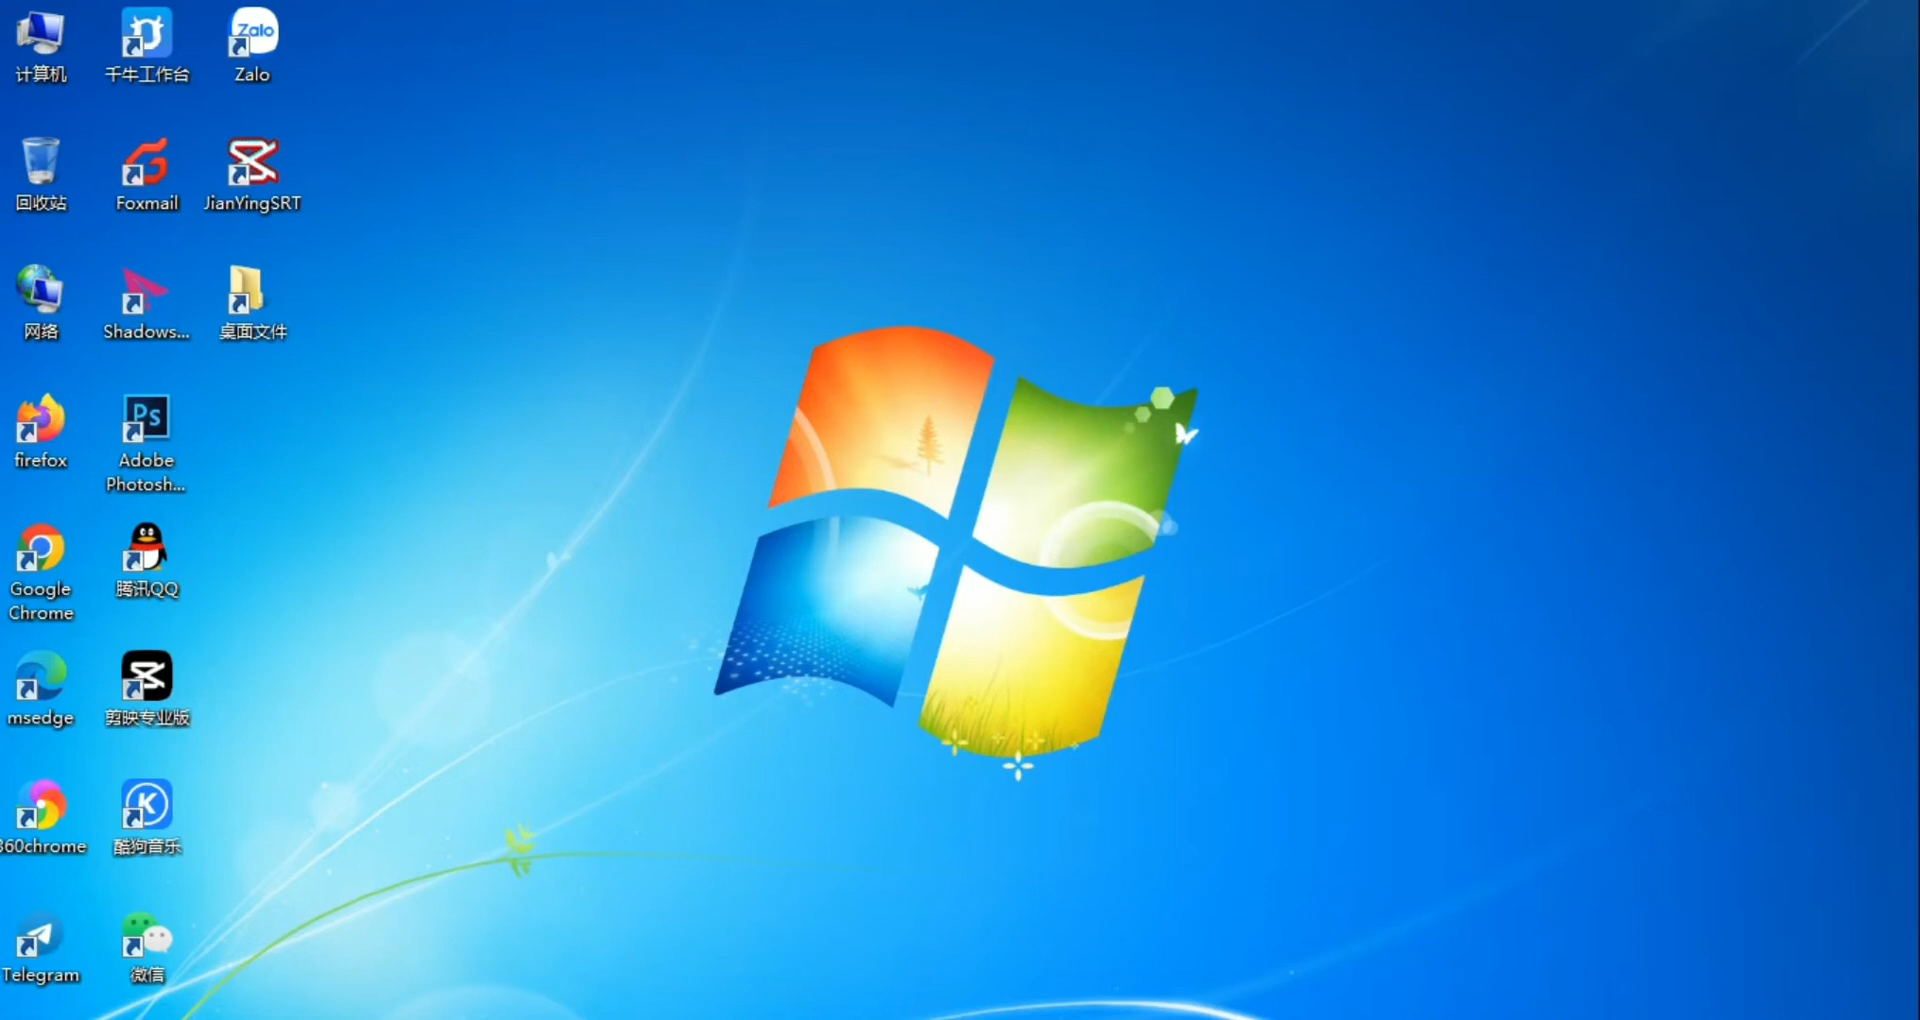 计算机
千牛工作台
Zalo
Zalo
回收站
Foxmail
JianYingSRT
网络
Shadows...
桌面文件
firefox
Ps
Adobe
Photosh...
Google
Chrome
腾讯QQ
msedge
剪映专业版
360chrome
K
酷狗音乐
Telegram
微信